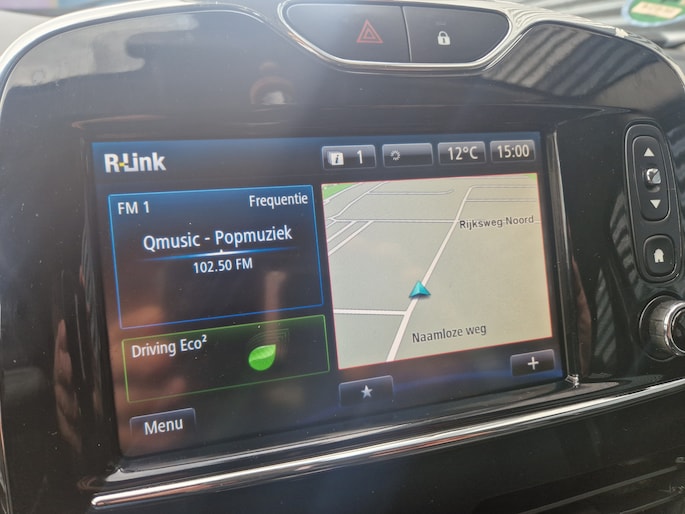 R-Link
i 1
12°C
15:00
FM 1
Frequentie
Qmusic - Popmuziek
102.50 FM
Driving Eco²
Menu
Rijksweg Noord
Naamloze weg
+